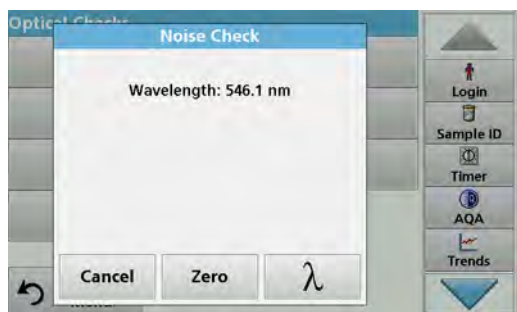 Optical Checks
Noise Check
Wavelength: 546.1 nm
Cancel
Zero
λ
Login
Sample ID
Timer
AQA
Trends